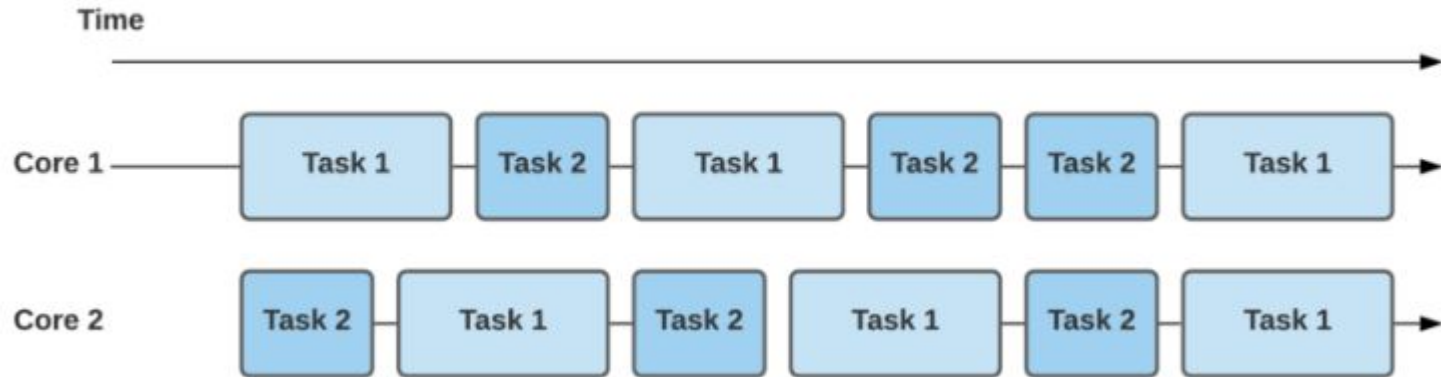 Time
Core 1 Task 1 Task 2 Task 1 Task 2 Task 2 Task 1
Core 2 Task 2 Task 1 Task 2 Task 1 Task 2 Task 1